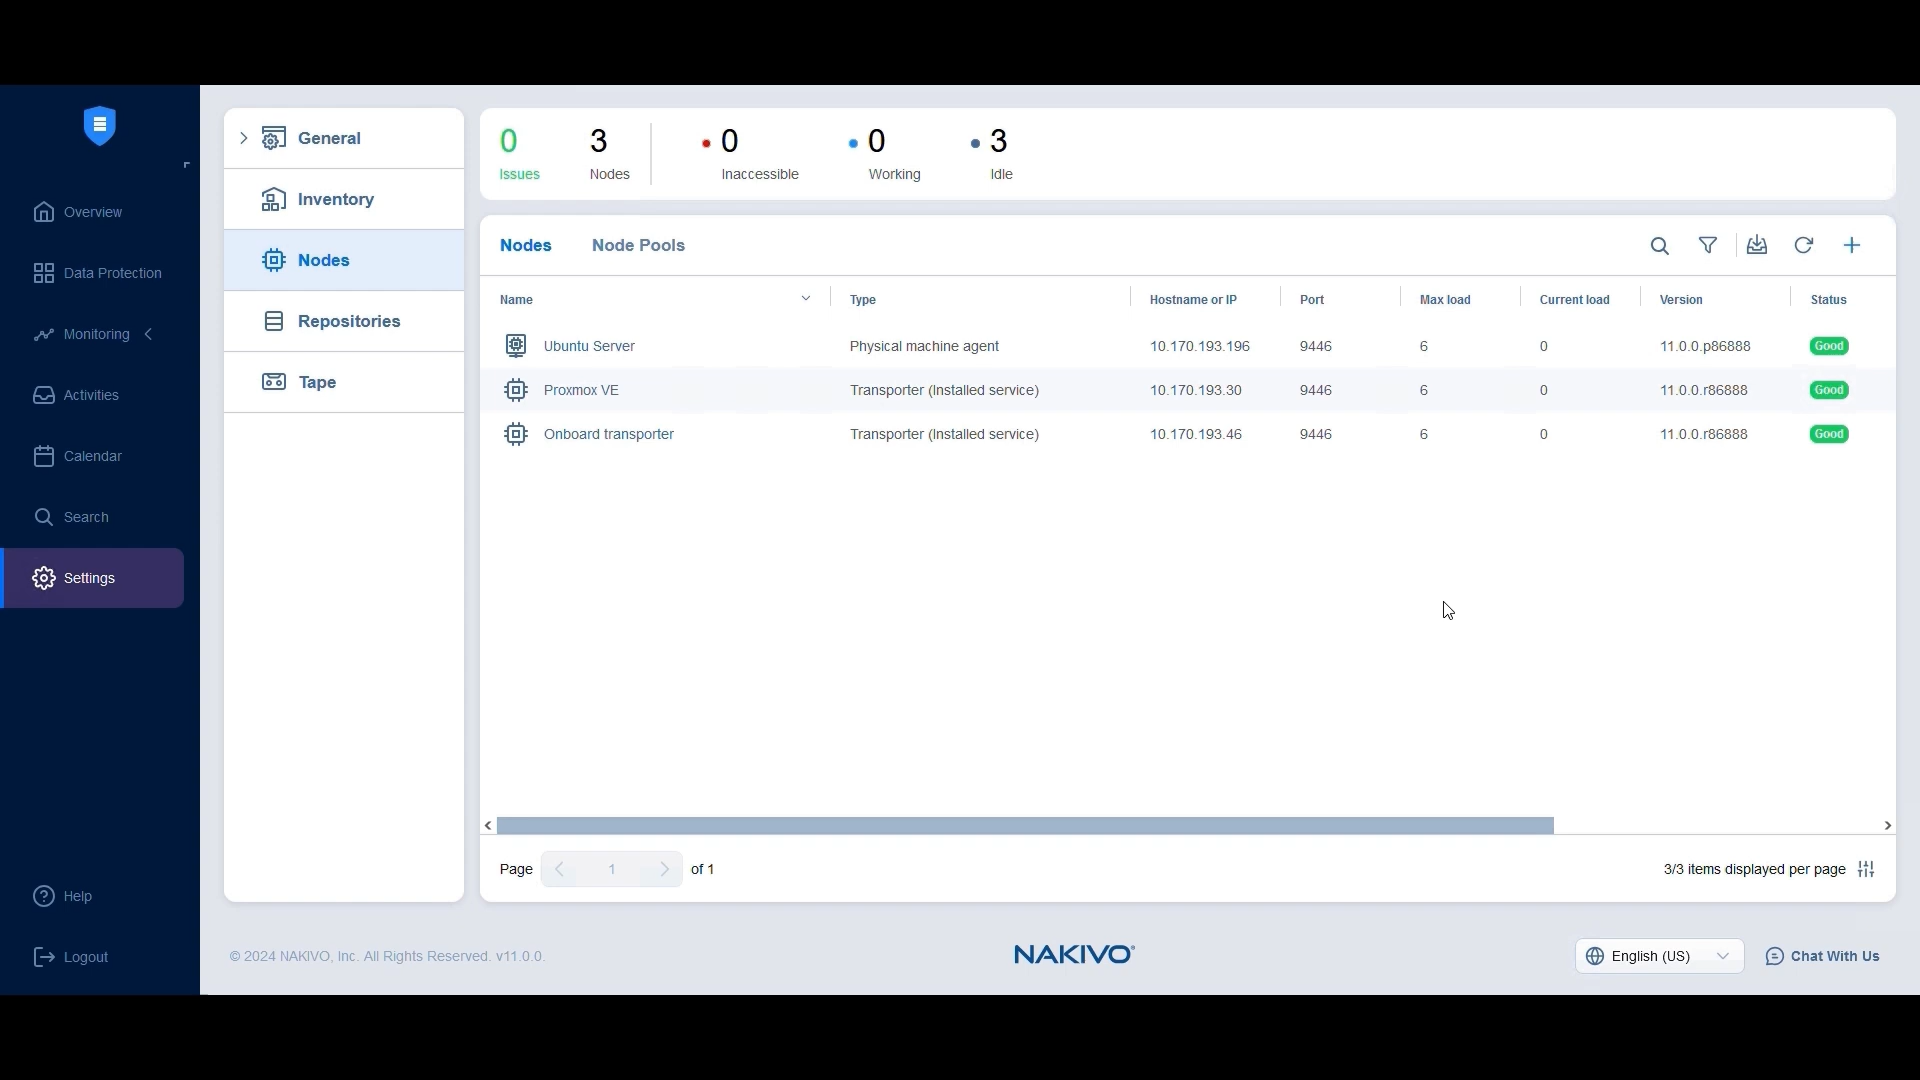 Overview
Data Protection
Monitoring
Activities
Calendar
Search
Settings
Help
Logout
General
Inventory
Nodes
Repositories
Tape
0 3 0 0 3
Issues Nodes Inaccessible Working Idle
Nodes Node Pools
Name Type Hostname or IP Port Max load Current load Version Status
Ubuntu Server Physical machine agent 10.170.193.196 9446 6 0 11.0.0.p86888 Good
Proxmox VE Transporter (Installed service) 10.170.193.30 9446 6 0 11.0.0.r86888 Good
Onboard transporter Transporter (Installed service) 10.170.193.46 9446 6 0 11.0.0.r86888 Good
Page 1 of 1 3/3 items displayed per page
© 2024 NAKIVO, Inc. All Rights Reserved. v11.0.0. NAKIVO® English (US) Chat With Us